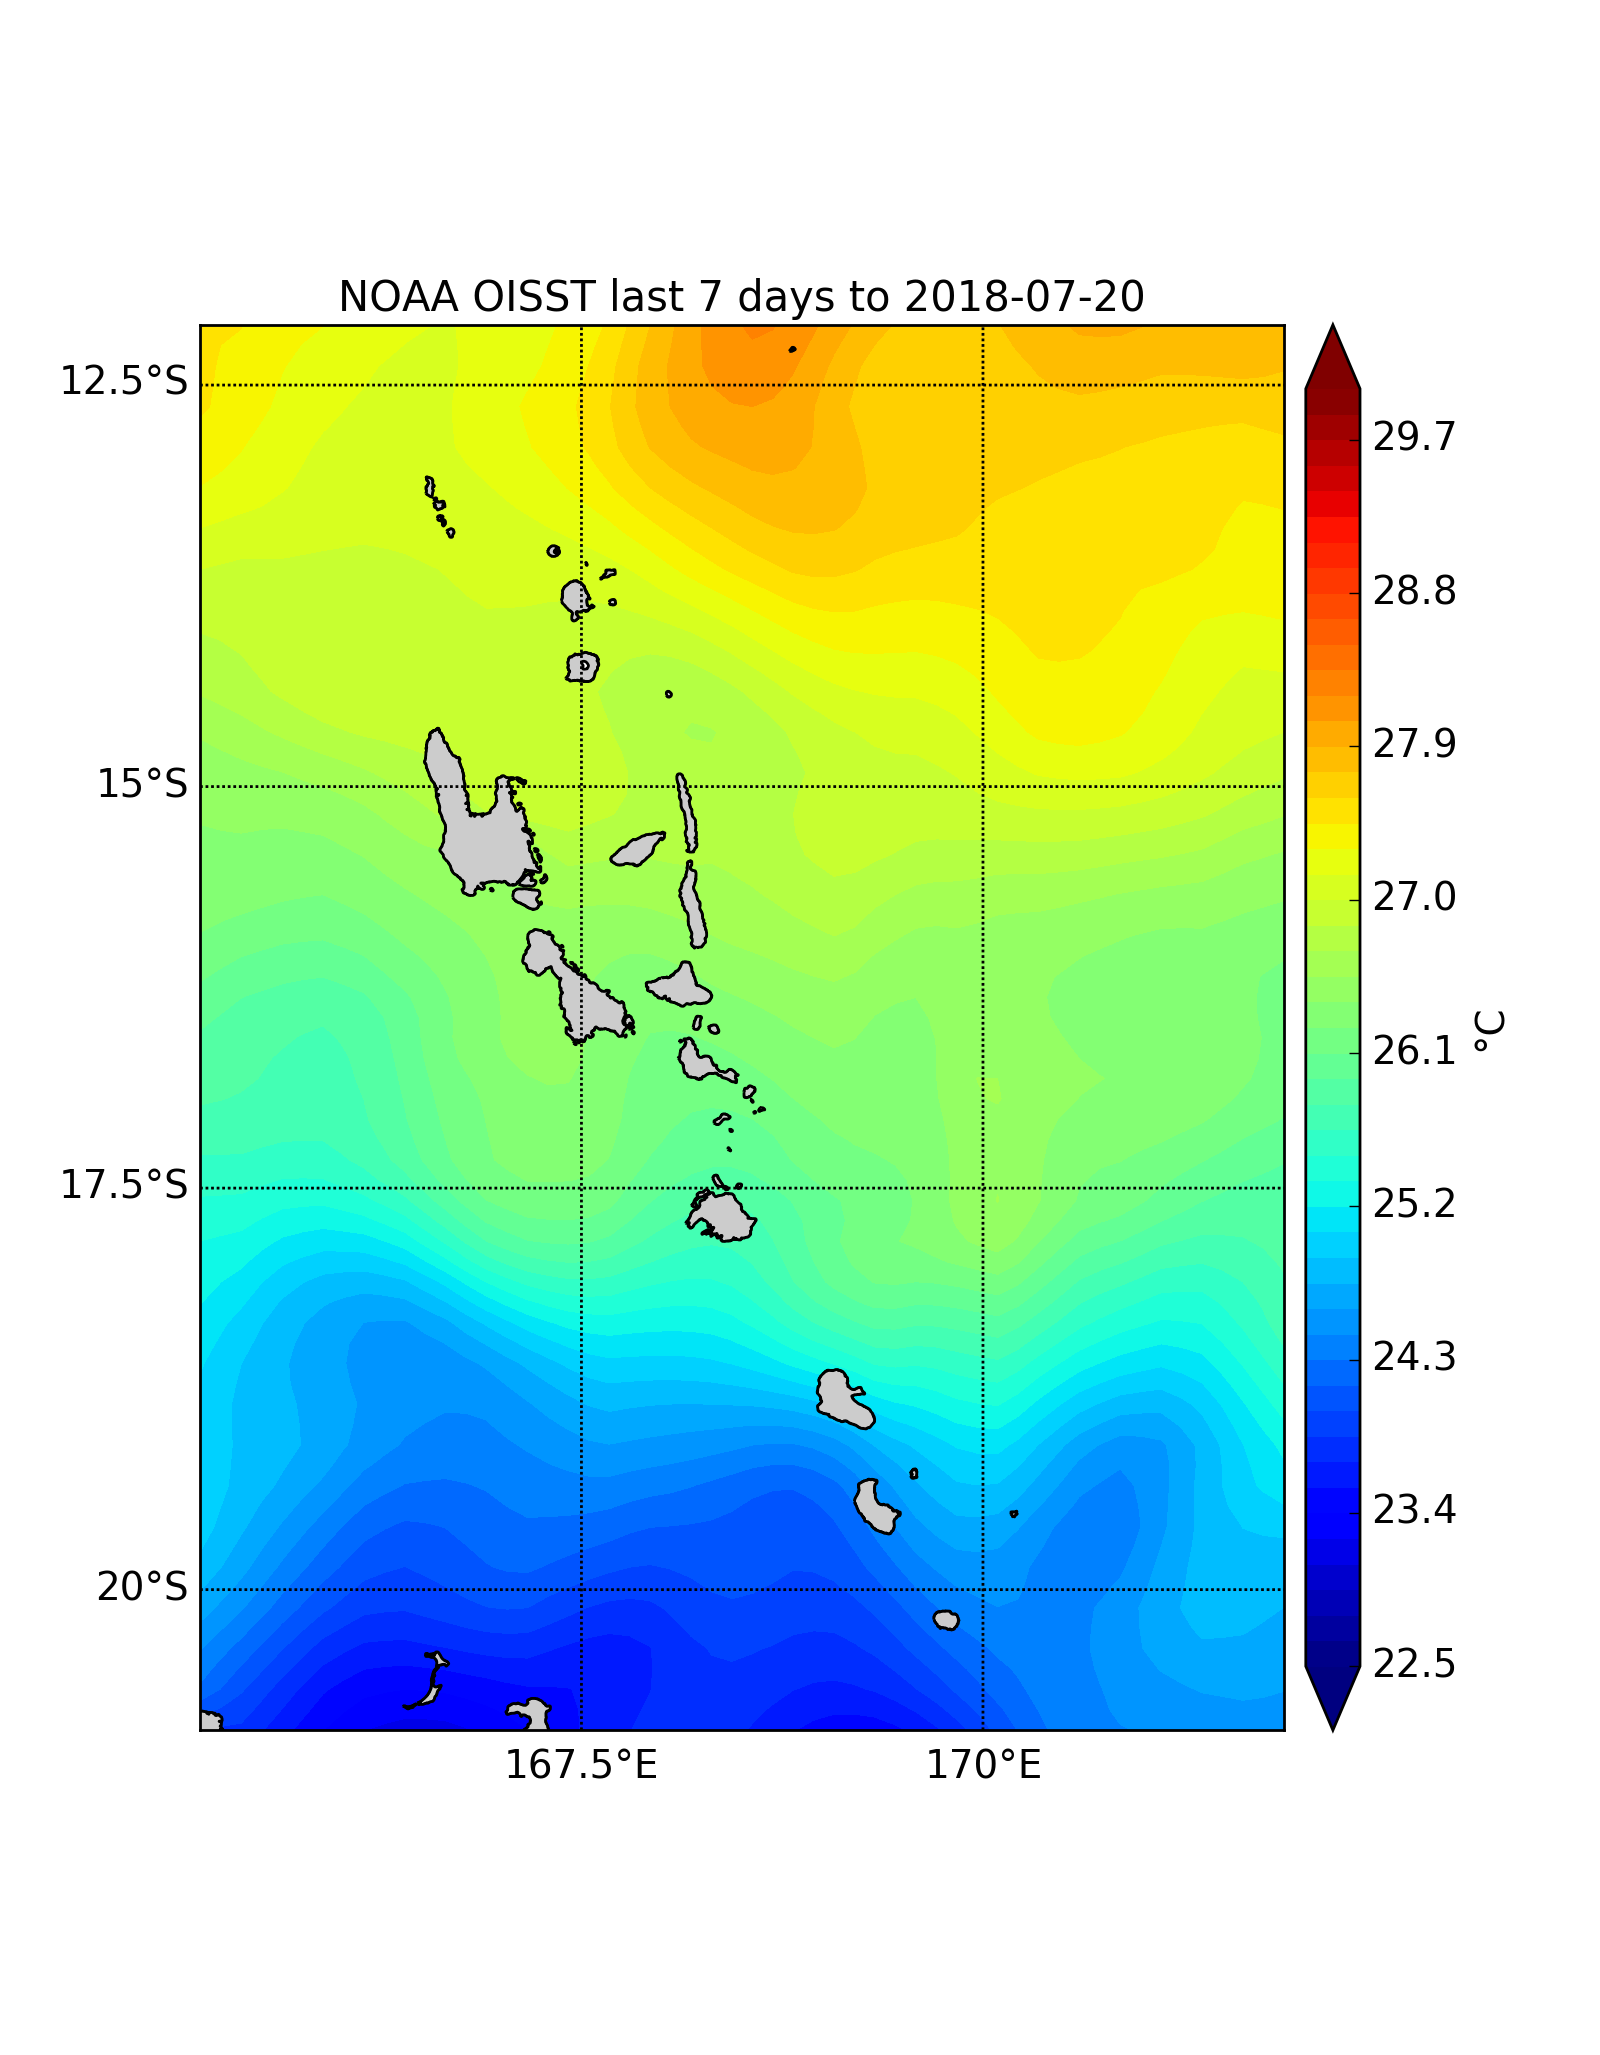 NOAA OISST last 7 days to 2018-07-20
12.5°S
15°S
17.5°S
20°S
167.5°E
170°E
29.7
28.8
27.9
27.0
26.1
25.2
24.3
23.4
22.5
°C